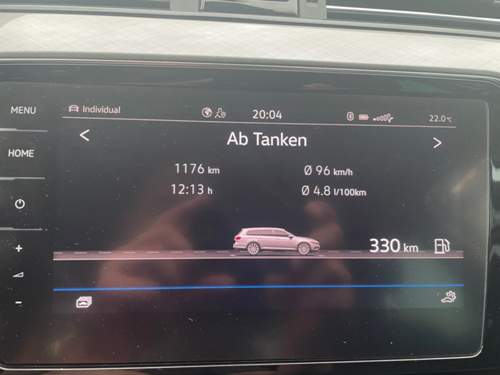 MENU
HOME
Individual
20:04
22.0°C
< Ab Tanken >
1176 km
Ø 96 km/h
12:13 h
Ø 4.8 l/100km
330 km
+
-